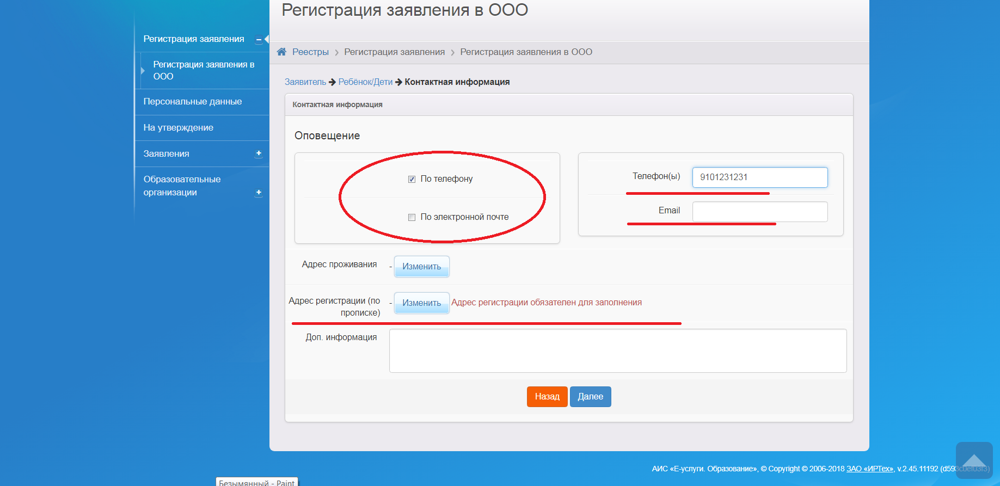 Регистрация заявления в ООО
Регистрация заявления
Регистрация заявления в
ООО
Персональные данные
На утверждение
Заявления
Образовательные
организации
Реестры > Регистрация заявления > Регистрация заявления в ООО
Заявитель → Ребёнок/Дети → Контактная информация
Контактная информация
Оповещение
По телефону
По электронной почте
Телефон(ы) 9101231231
Email
Адрес проживания - Изменить
Адрес регистрации (по
прописке) - Изменить Адрес регистрации обязателен для заполнения
Доп. информация
Назад Далее
АИС «Е-услуги. Образование», © Copyright © 2006-2018 ЗАО «ИРТех», v.2.45.11192 (d593c0ef03f3)
Безымянный - Paint